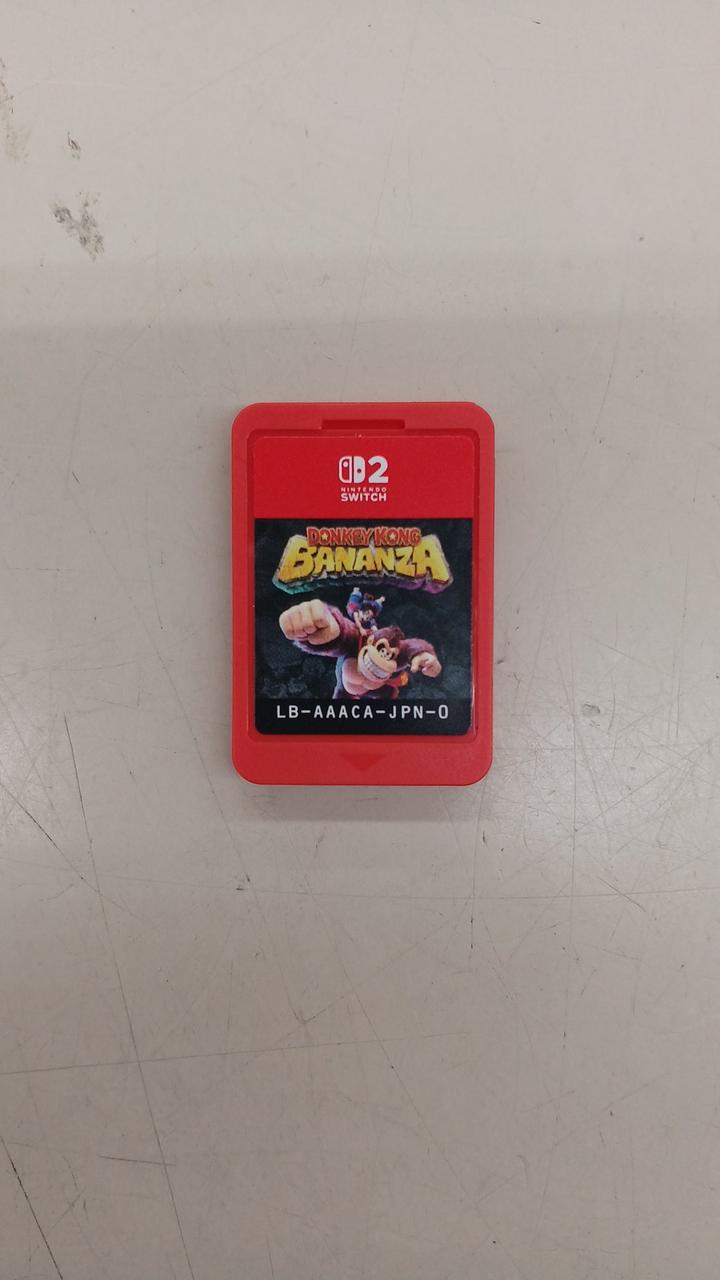 2
NINTENDO
SWITCH
DONKEY KONG
BANANZA
LB-AAACA-JPN-0